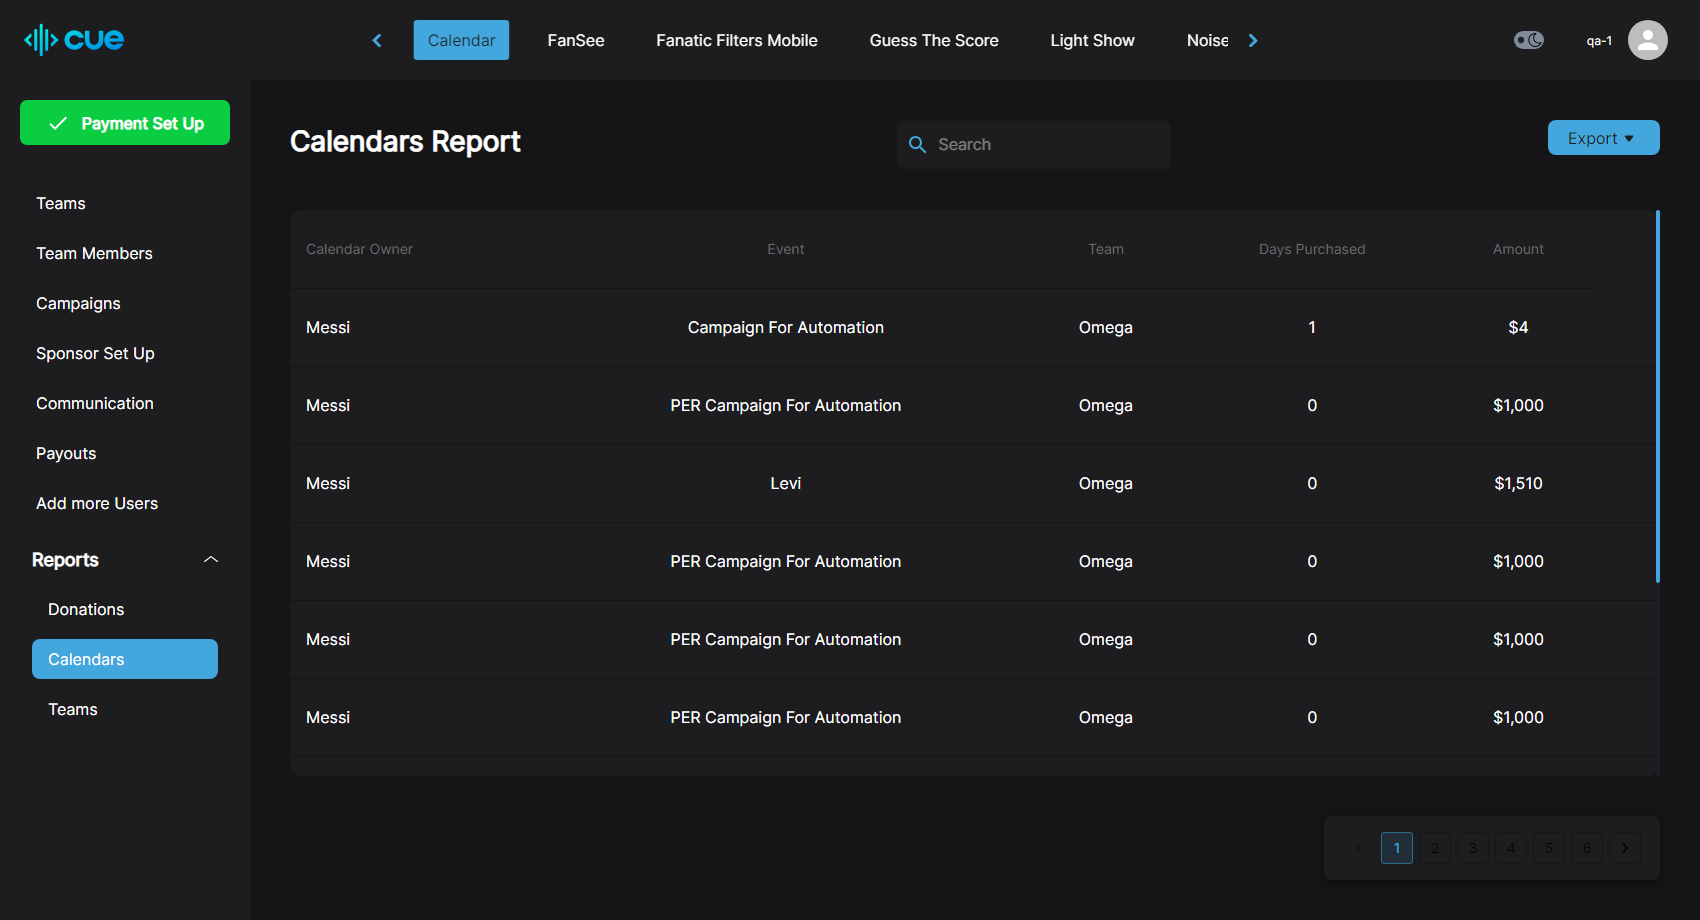 cue
Calendar FanSee Fanatic Filters Mobile Guess The Score Light Show Noise
qa-1
Payment Set Up
Teams
Team Members
Campaigns
Sponsor Set Up
Communication
Payouts
Add more Users
Reports
Donations
Calendars
Teams
Calendars Report
Search
Export
Calendar Owner Event Team Days Purchased Amount
Messi Campaign For Automation Omega 1 $4
Messi PER Campaign For Automation Omega 0 $1,000
Messi Levi Omega 0 $1,510
Messi PER Campaign For Automation Omega 0 $1,000
Messi PER Campaign For Automation Omega 0 $1,000
Messi PER Campaign For Automation Omega 0 $1,000
1 2 3 4 5 6